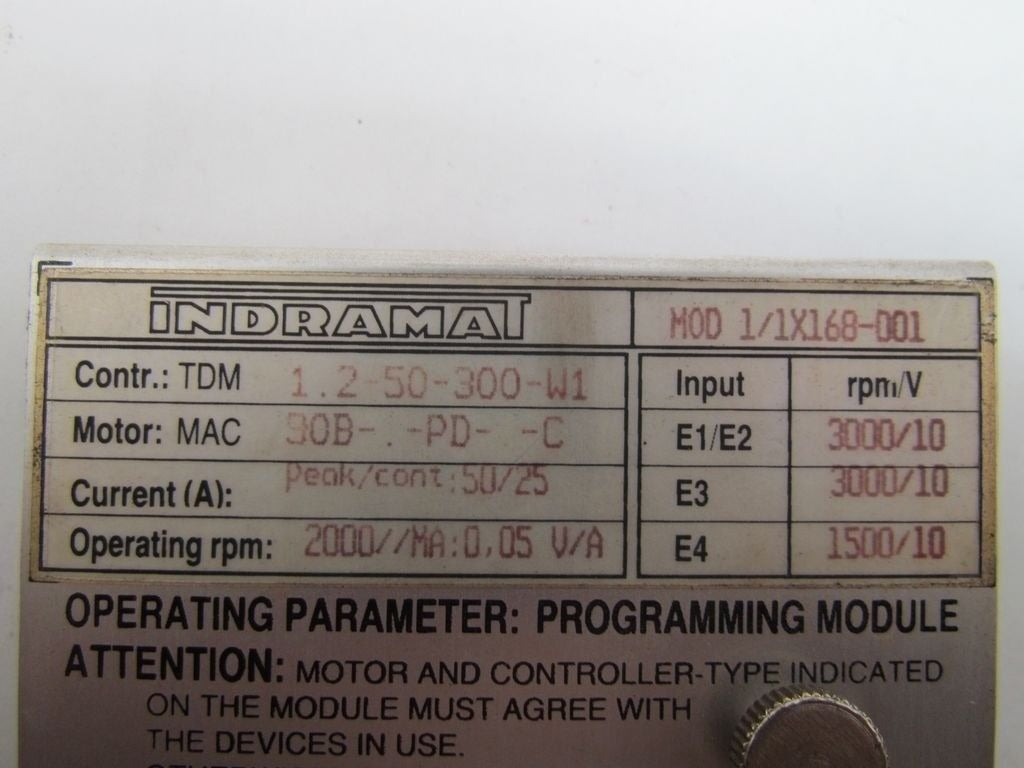 INDRAMAT MOD 1/1X168-001
Contr.: TDM 1.2-50-300-W1
Motor: MAC 90B-.-PD- -C
Current (A): Peak/cont:50/25
Operating rpm: 2000//MA:0,05 V/A
Input rpm/V
E1/E2 3000/10
E3 3000/10
E4 1500/10
OPERATING PARAMETER: PROGRAMMING MODULE
ATTENTION: MOTOR AND CONTROLLER-TYPE INDICATED
ON THE MODULE MUST AGREE WITH
THE DEVICES IN USE.